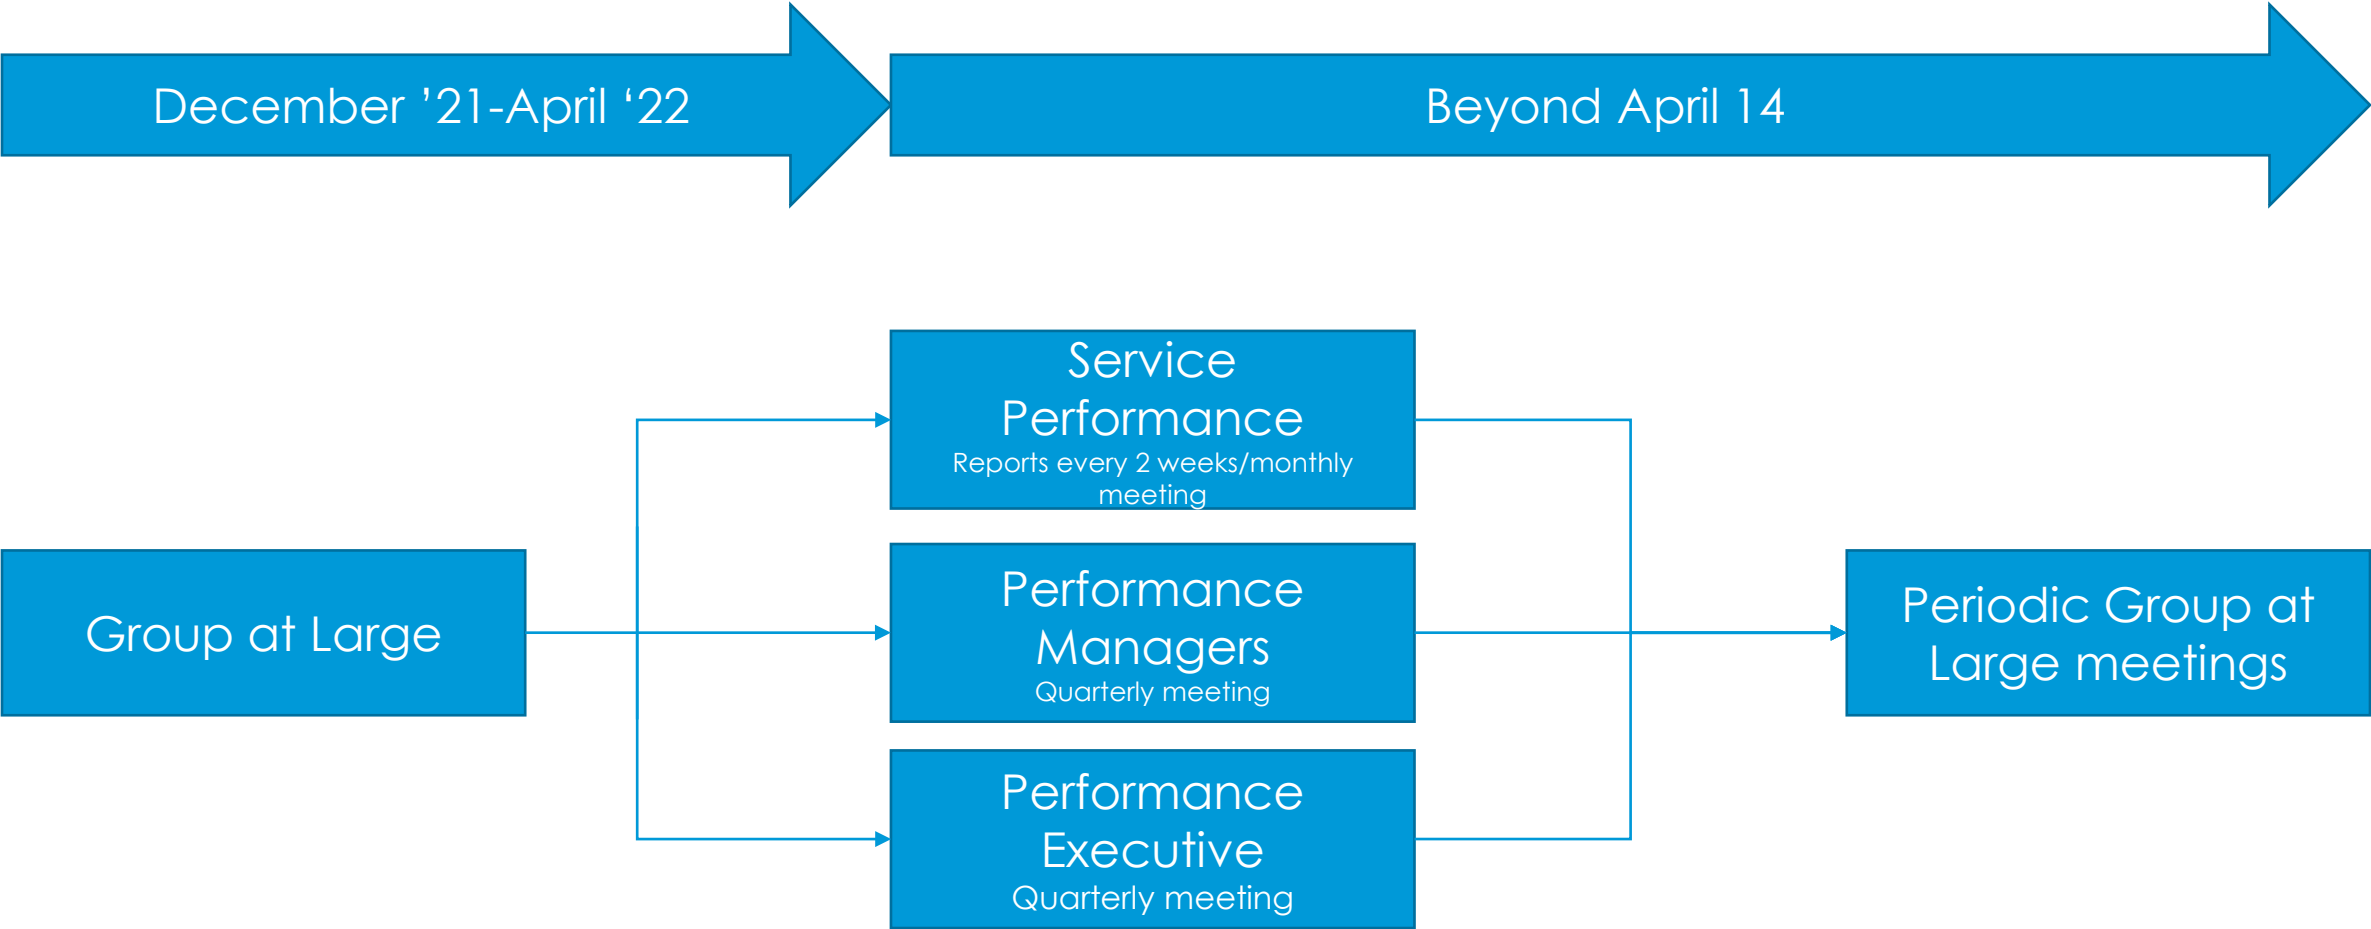 December ’21-April ‘22
Beyond April 14
Service
Performance
Reports every 2 weeks/monthly
meeting
Group at Large
Performance
Managers
Quarterly meeting
Periodic Group at
Large meetings
Performance
Executive
Quarterly meeting